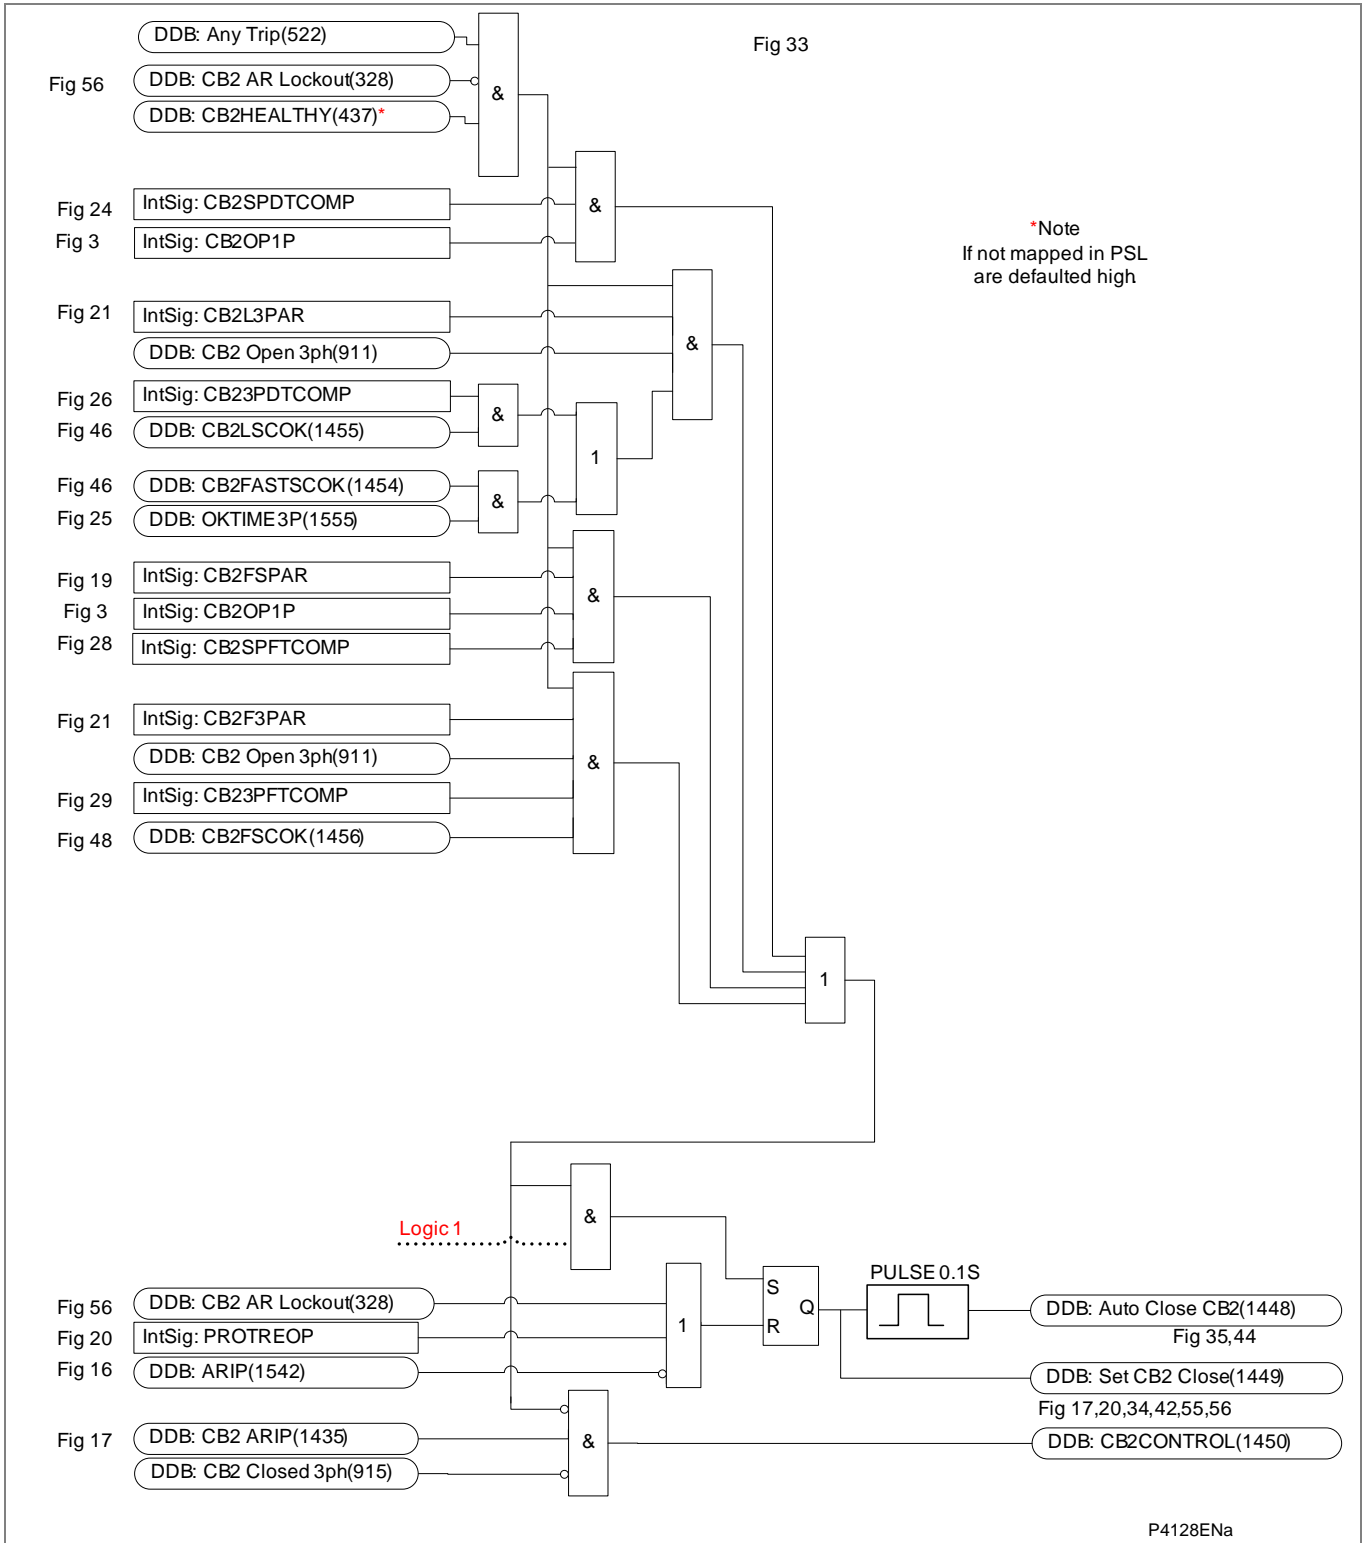 DDB: Any Trip(522)
Fig 33
Fig 56
DDB: CB2 AR Lockout(328)
&
DDB: CB2HEALTHY(437)*
Fig 24
IntSig: CB2SPDTCOMP
&
Fig 3
IntSig: CB2OP1P
*Note
If not mapped in PSL
are defaulted high.
Fig 21
IntSig: CB2L3PAR
DDB: CB2 Open 3ph(911)
&
Fig 26
IntSig: CB23PDTCOMP
&
Fig 46
DDB: CB2LSCOK(1455)
1
Fig 46
DDB: CB2FASTSCOK(1454)
&
Fig 25
DDB: OKTIME3P(1555)
Fig 19
IntSig: CB2FSPAR
&
Fig 3
IntSig: CB2OP1P
Fig 28
IntSig: CB2SPFTCOMP
Fig 21
IntSig: CB2F3PAR
DDB: CB2 Open 3ph(911)
&
Fig 29
IntSig: CB23PFTCOMP
Fig 48
DDB: CB2FSCOK(1456)
1
&
Logic 1
PULSE 0.1S
S
Q
R
Fig 56
DDB: CB2 AR Lockout(328)
DDB: Auto Close CB2(1448)
1
Fig 20
IntSig: PROTREOP
Fig 35,44
Fig 16
DDB: ARIP(1542)
DDB: Set CB2 Close(1449)
Fig 17,20,34,42,55,56
Fig 17
DDB: CB2 ARIP(1435)
&
DDB: CB2CONTROL(1450)
DDB: CB2 Closed 3ph(915)
P4128ENa